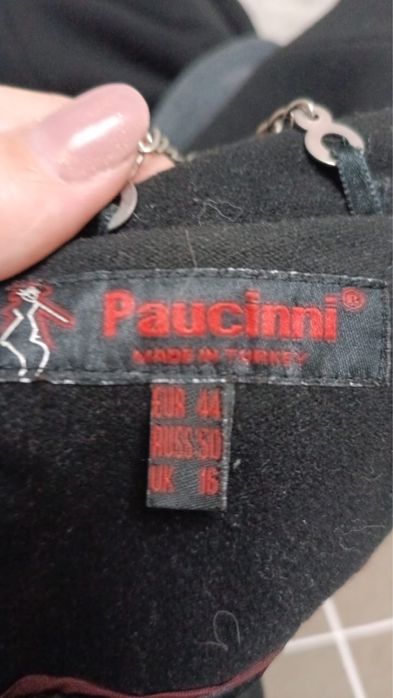 Paucinni®
MADE IN TURKEY
EUR 44
RUSS 50
UK 16